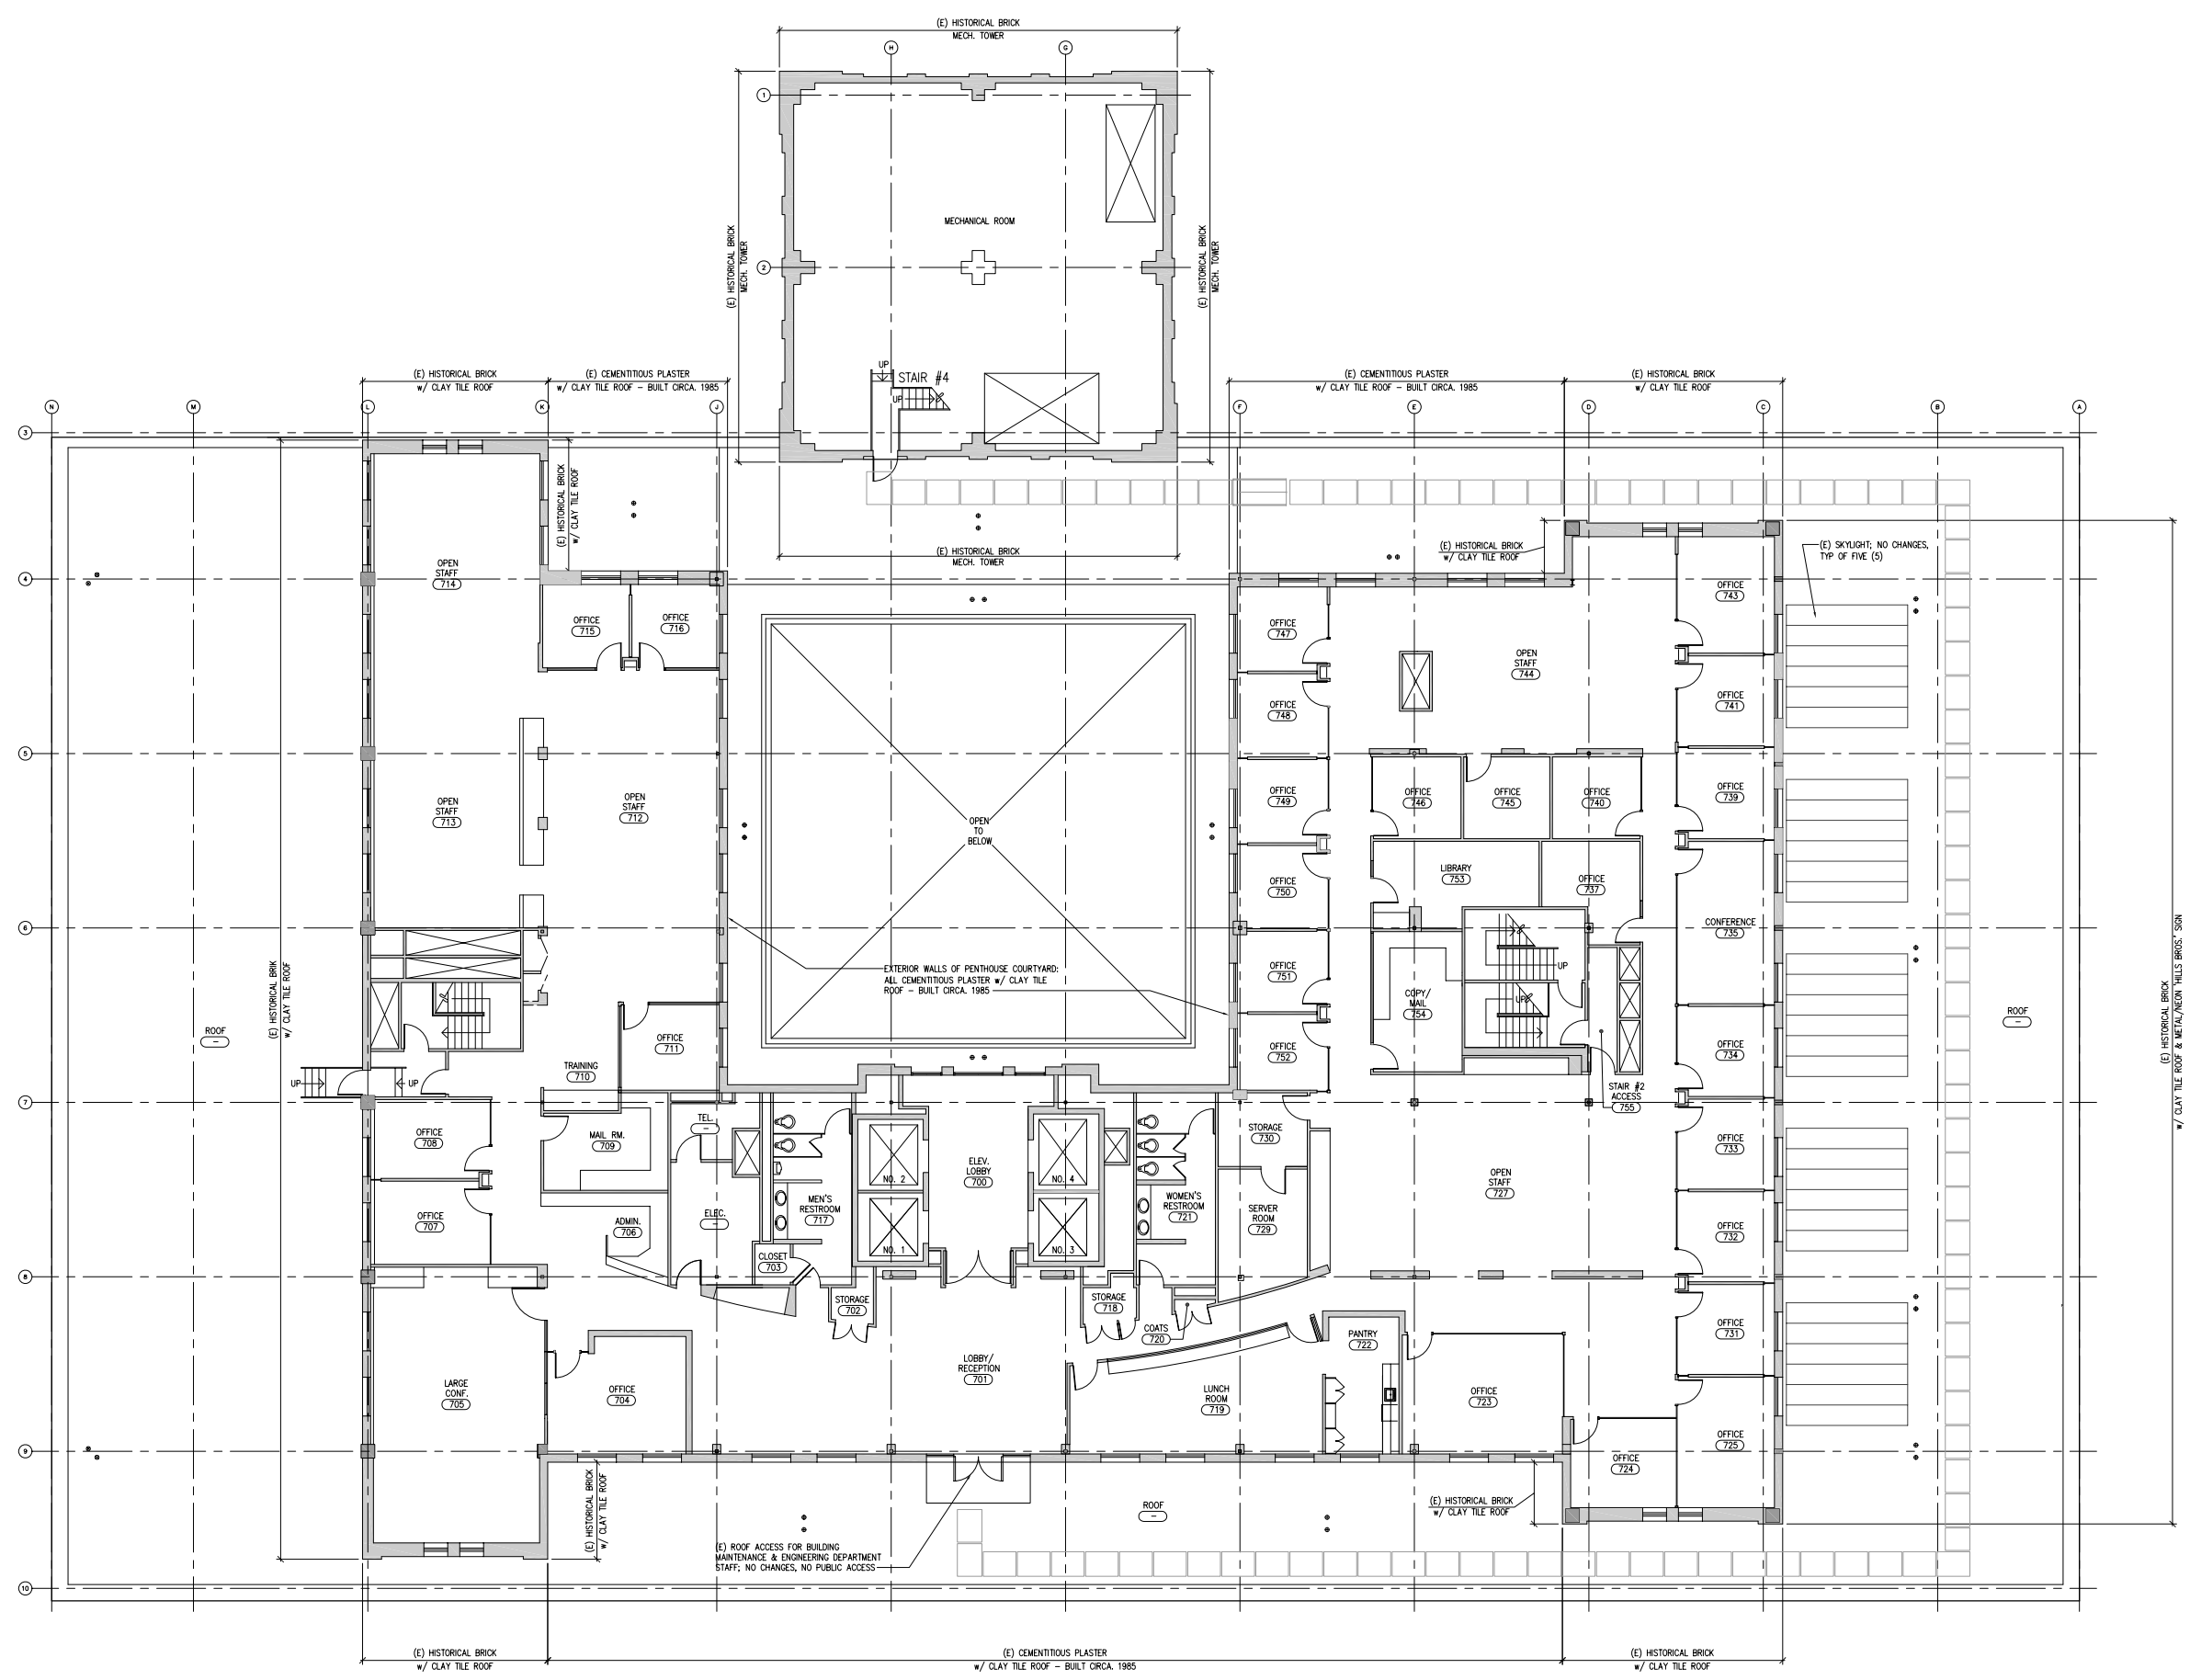 (E) HISTORICAL BRICK
MECH. TOWER
H
G
1
(E) HISTORICAL BRICK
MECH. TOWER
(E) HISTORICAL BRICK
MECH. TOWER
MECHANICAL ROOM
2
UP
STAIR #4
UP
(E) HISTORICAL BRICK
w/ CLAY TILE ROOF
(E) CEMENTITIOUS PLASTER
w/ CLAY TILE ROOF – BUILT CIRCA. 1985
(E) CEMENTITIOUS PLASTER
w/ CLAY TILE ROOF – BUILT CIRCA. 1985
(E) HISTORICAL BRICK
w/ CLAY TILE ROOF
N
M
L
K
J
F
E
D
C
B
A
3
(E) HISTORICAL BRICK
w/ CLAY TILE ROOF
(E) HISTORICAL BRICK
MECH. TOWER
(E) HISTORICAL BRICK
w/ CLAY TILE ROOF
(E) SKYLIGHT; NO CHANGES,
TYP OF FIVE (5)
4
OPEN
STAFF
714
OFFICE
715
OFFICE
716
OFFICE
747
OFFICE
743
OPEN
STAFF
744
OFFICE
748
OFFICE
741
5
OPEN
STAFF
713
OPEN
STAFF
712
OPEN
TO
BELOW
OFFICE
749
OFFICE
746
OFFICE
745
OFFICE
740
OFFICE
739
OFFICE
750
LIBRARY
753
OFFICE
737
6
CONFERENCE
735
EXTERIOR WALLS OF PENTHOUSE COURTYARD:
ALL CEMENTITIOUS PLASTER w/ CLAY TILE
ROOF – BUILT CIRCA. 1985
OFFICE
751
UP
COPY/
MAIL
754
UP
(E) HISTORICAL BRIK
w/ CLAY TILE ROOF
(E) HISTORICAL BRICK
w/ CLAY TILE ROOF & METAL/NEON 'HILLS BROS.' SIGN
ROOF
–
ROOF
–
OFFICE
711
OFFICE
752
OFFICE
734
TRAINING
710
UP
UP
STAIR #2
ACCESS
755
7
OFFICE
708
MAIL RM.
709
TEL.
–
STORAGE
730
OFFICE
733
NO. 2
ELEV.
LOBBY
700
NO. 4
OPEN
STAFF
727
OFFICE
707
ADMIN.
706
ELEC.
–
MEN'S
RESTROOM
717
WOMEN'S
RESTROOM
721
SERVER
ROOM
729
OFFICE
732
NO. 1
NO. 3
CLOSET
703
8
STORAGE
702
STORAGE
718
COATS
720
PANTRY
722
OFFICE
731
LARGE
CONF.
705
OFFICE
704
LOBBY/
RECEPTION
701
LUNCH
ROOM
719
OFFICE
723
OFFICE
725
9
OFFICE
724
(E) HISTORICAL BRICK
w/ CLAY TILE ROOF
ROOF
–
(E) HISTORICAL BRICK
w/ CLAY TILE ROOF
(E) ROOF ACCESS FOR BUILDING
MAINTENANCE & ENGINEERING DEPARTMENT
STAFF; NO CHANGES, NO PUBLIC ACCESS
10
(E) HISTORICAL BRICK
w/ CLAY TILE ROOF
(E) CEMENTITIOUS PLASTER
w/ CLAY TILE ROOF – BUILT CIRCA. 1985
(E) HISTORICAL BRICK
w/ CLAY TILE ROOF